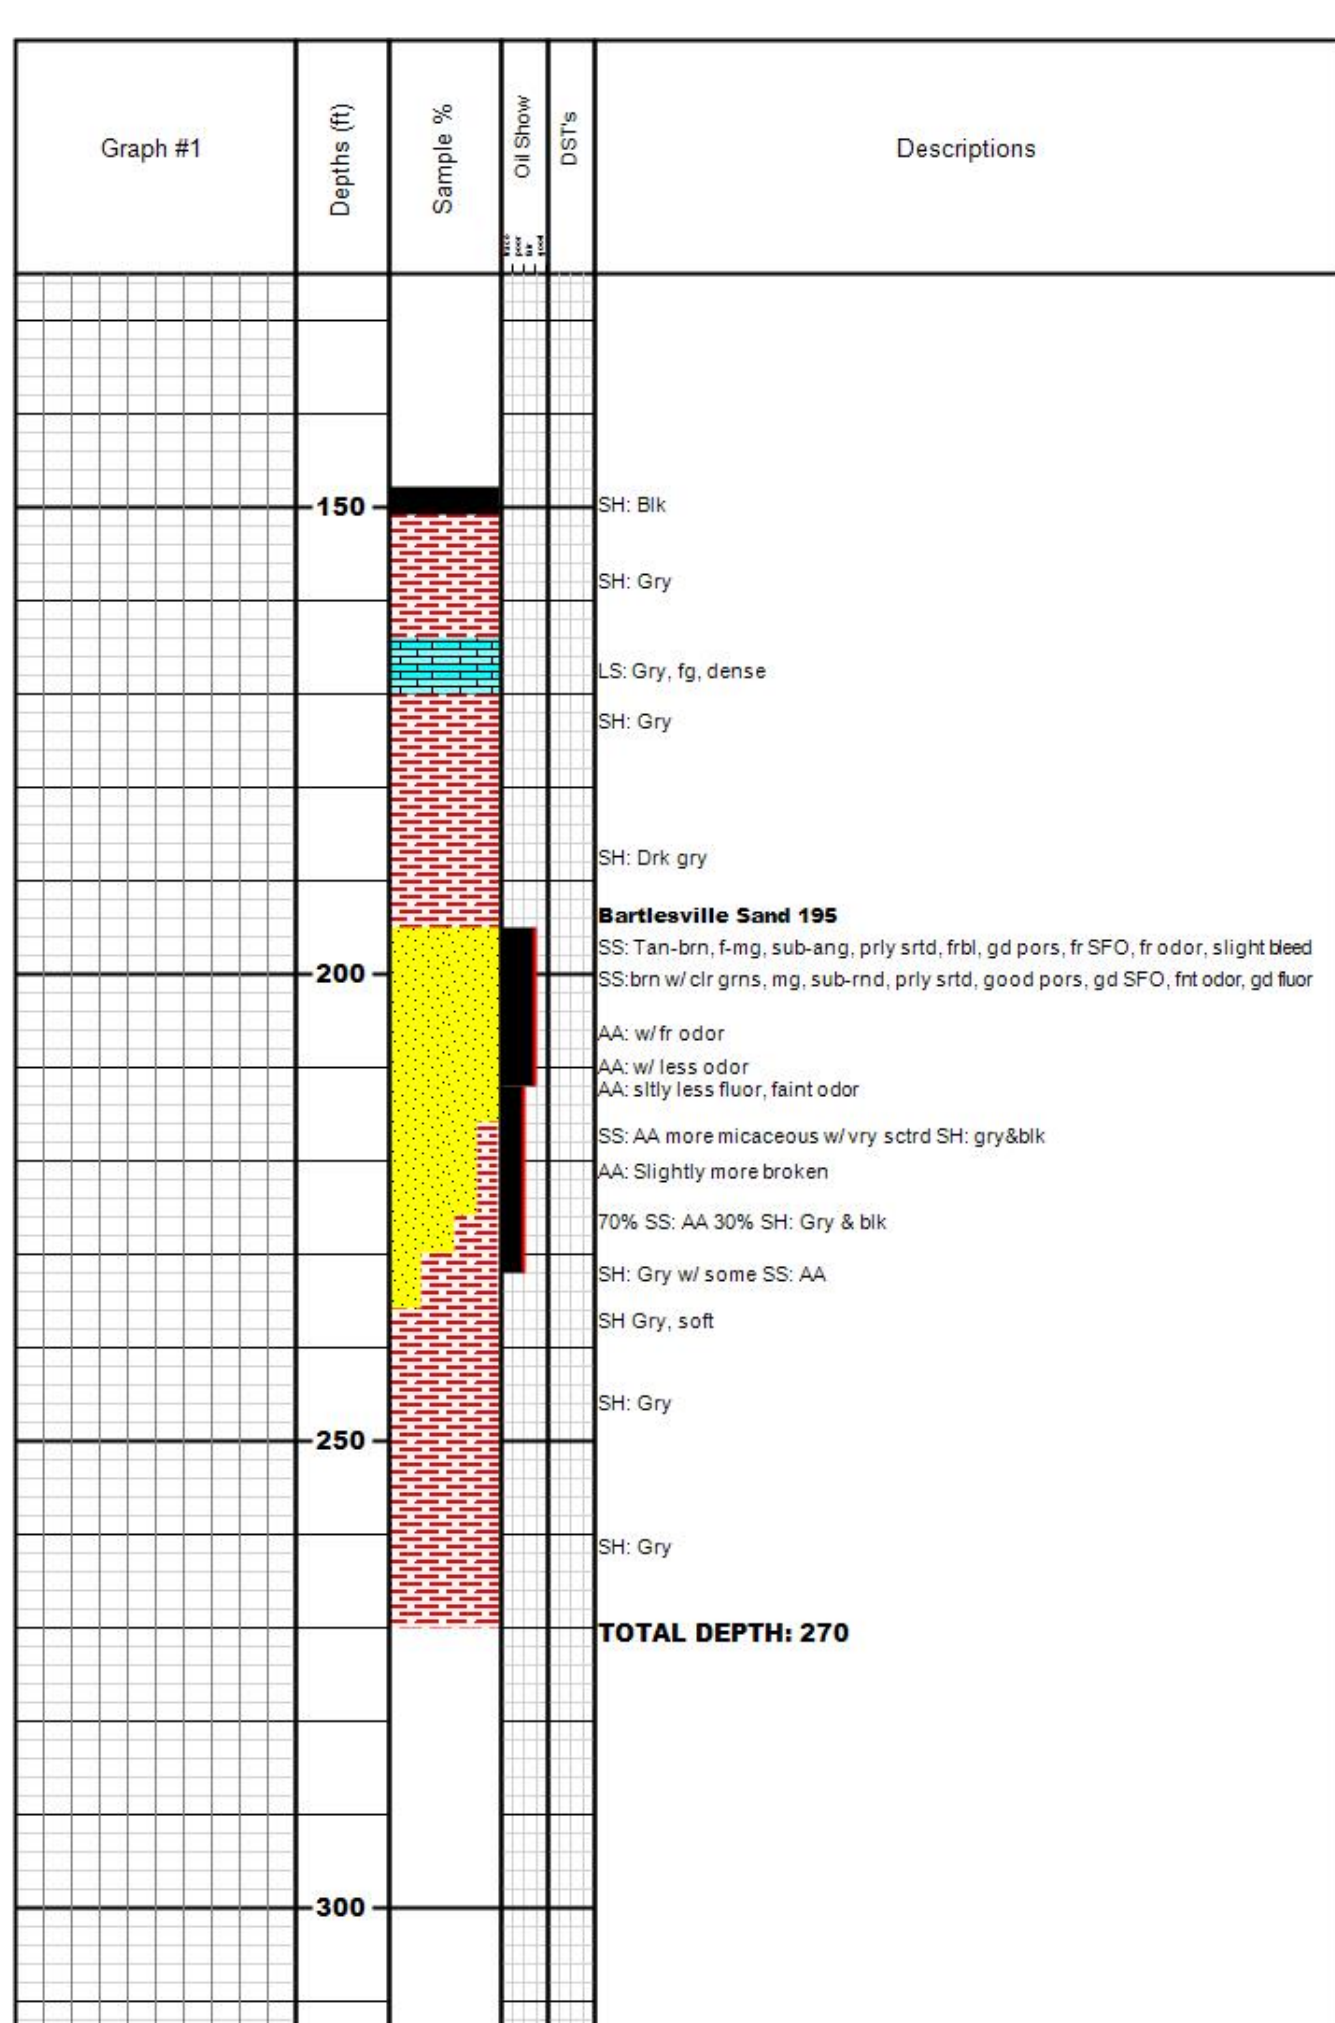 Graph #1
Depths (ft)
Sample %
Oil Show
DST's
Descriptions
poor
fair
good
150
SH: Blk
SH: Gry
LS: Gry, fg, dense
SH: Gry
SH: Drk gry
Bartlesville Sand 195
SS: Tan-brn, f-mg, sub-ang, prly srtd, frbl, gd pors, fr SFO, fr odor, slight bleed
200
SS:brn w/ clr grns, mg, sub-rnd, prly srtd, good pors, gd SFO, fnt odor, gd fluor
AA: w/ fr odor
AA: w/ less odor
AA: sltly less fluor, faint odor
SS: AA more micaceous w/ vry sctrd SH: gry&blk
AA: Slightly more broken
70% SS: AA 30% SH: Gry & blk
SH: Gry w/ some SS: AA
SH Gry, soft
SH: Gry
250
SH: Gry
TOTAL DEPTH: 270
300